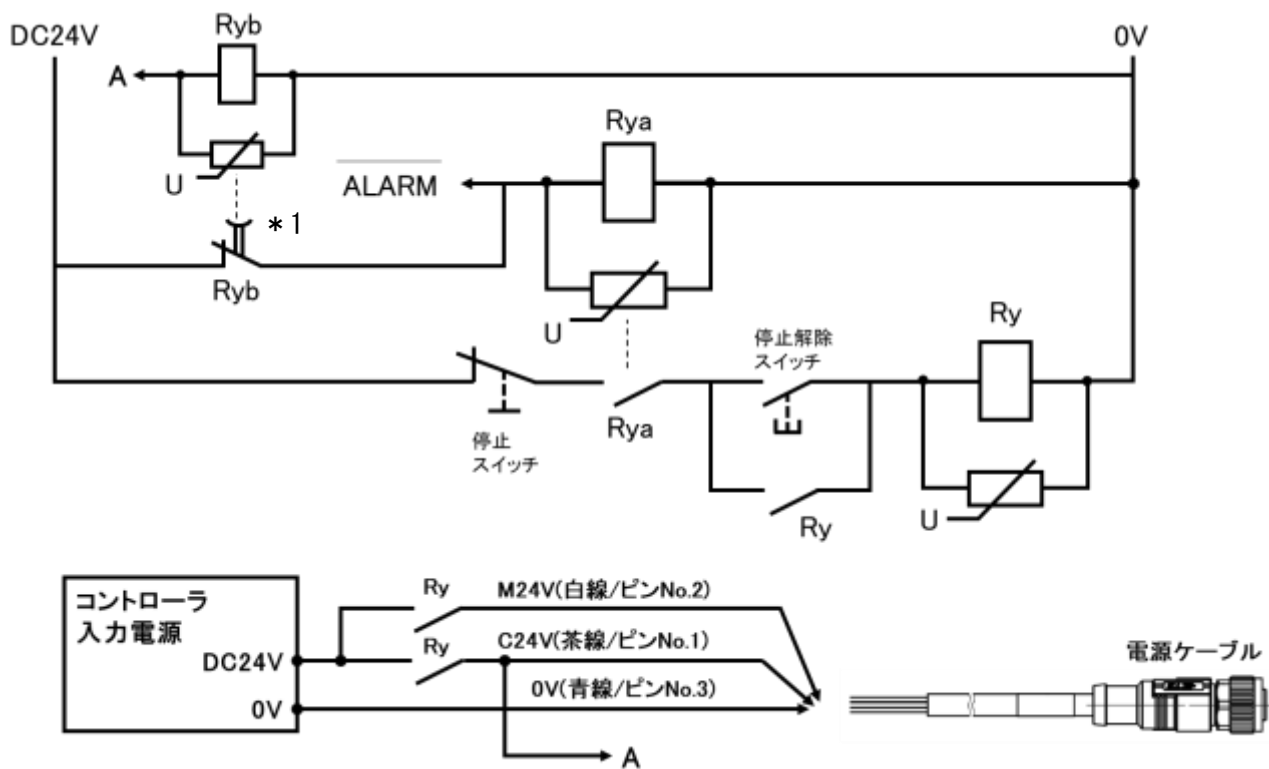 DC24V
Ryb
0V
A
Rya
U
ALARM
*1
Ryb
U
Ry
停止解除
スイッチ
Rya
停止
スイッチ
Ry
U
コントローラ
入力電源
DC24V
0V
Ry
M24V(白線/ピンNo.2)
Ry
C24V(茶線/ピンNo.1)
0V(青線/ピンNo.3)
A
電源ケーブル